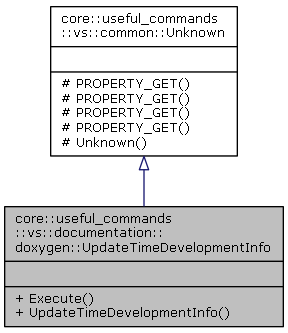 core::useful_commands
::vs::common::Unknown
# PROPERTY_GET()
# PROPERTY_GET()
# PROPERTY_GET()
# PROPERTY_GET()
# Unknown()
core::useful_commands
::vs::documentation::
doxygen::UpdateTimeDevelopmentInfo
+ Execute()
+ UpdateTimeDevelopmentInfo()